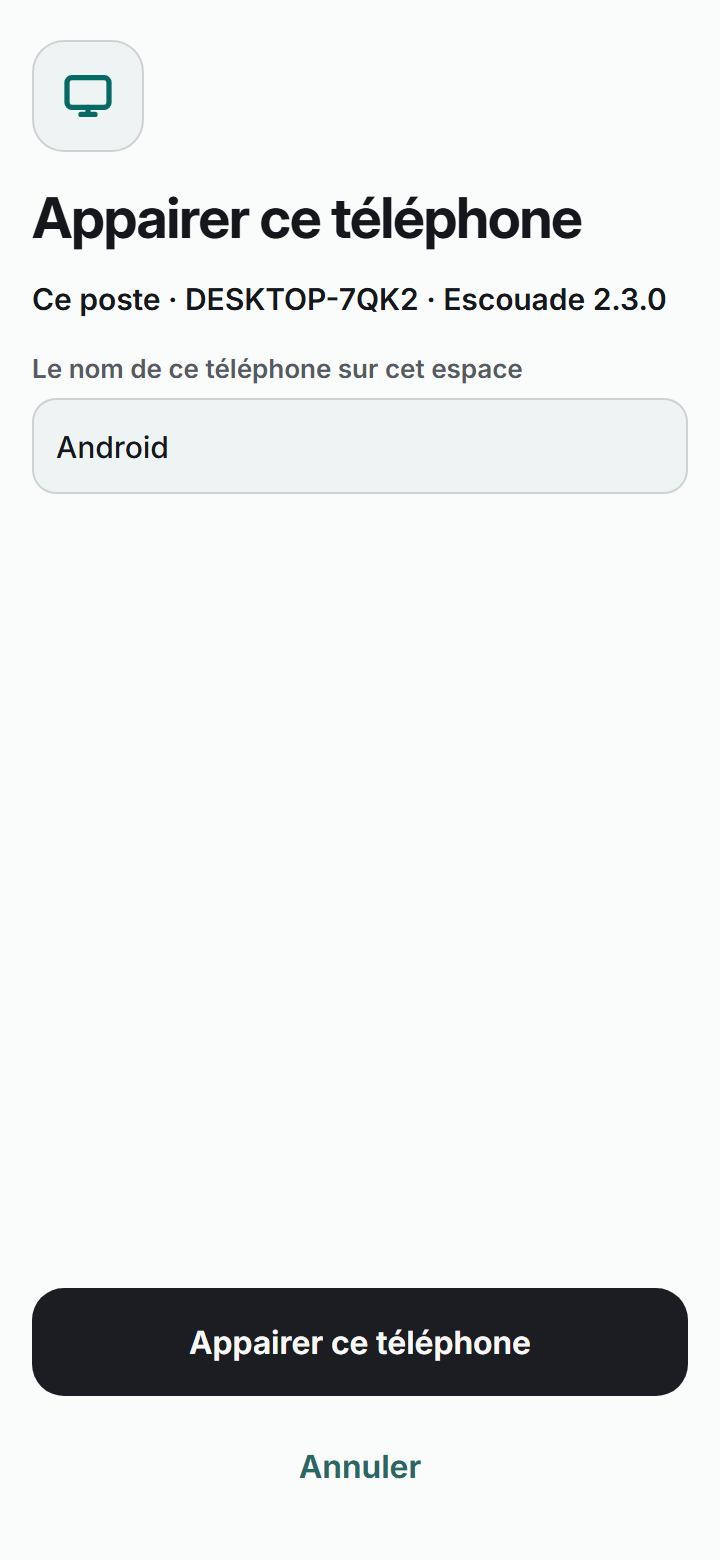 Appairer ce téléphone
Ce poste · DESKTOP-7QK2 · Escouade 2.3.0
Le nom de ce téléphone sur cet espace
Android
Appairer ce téléphone
Annuler